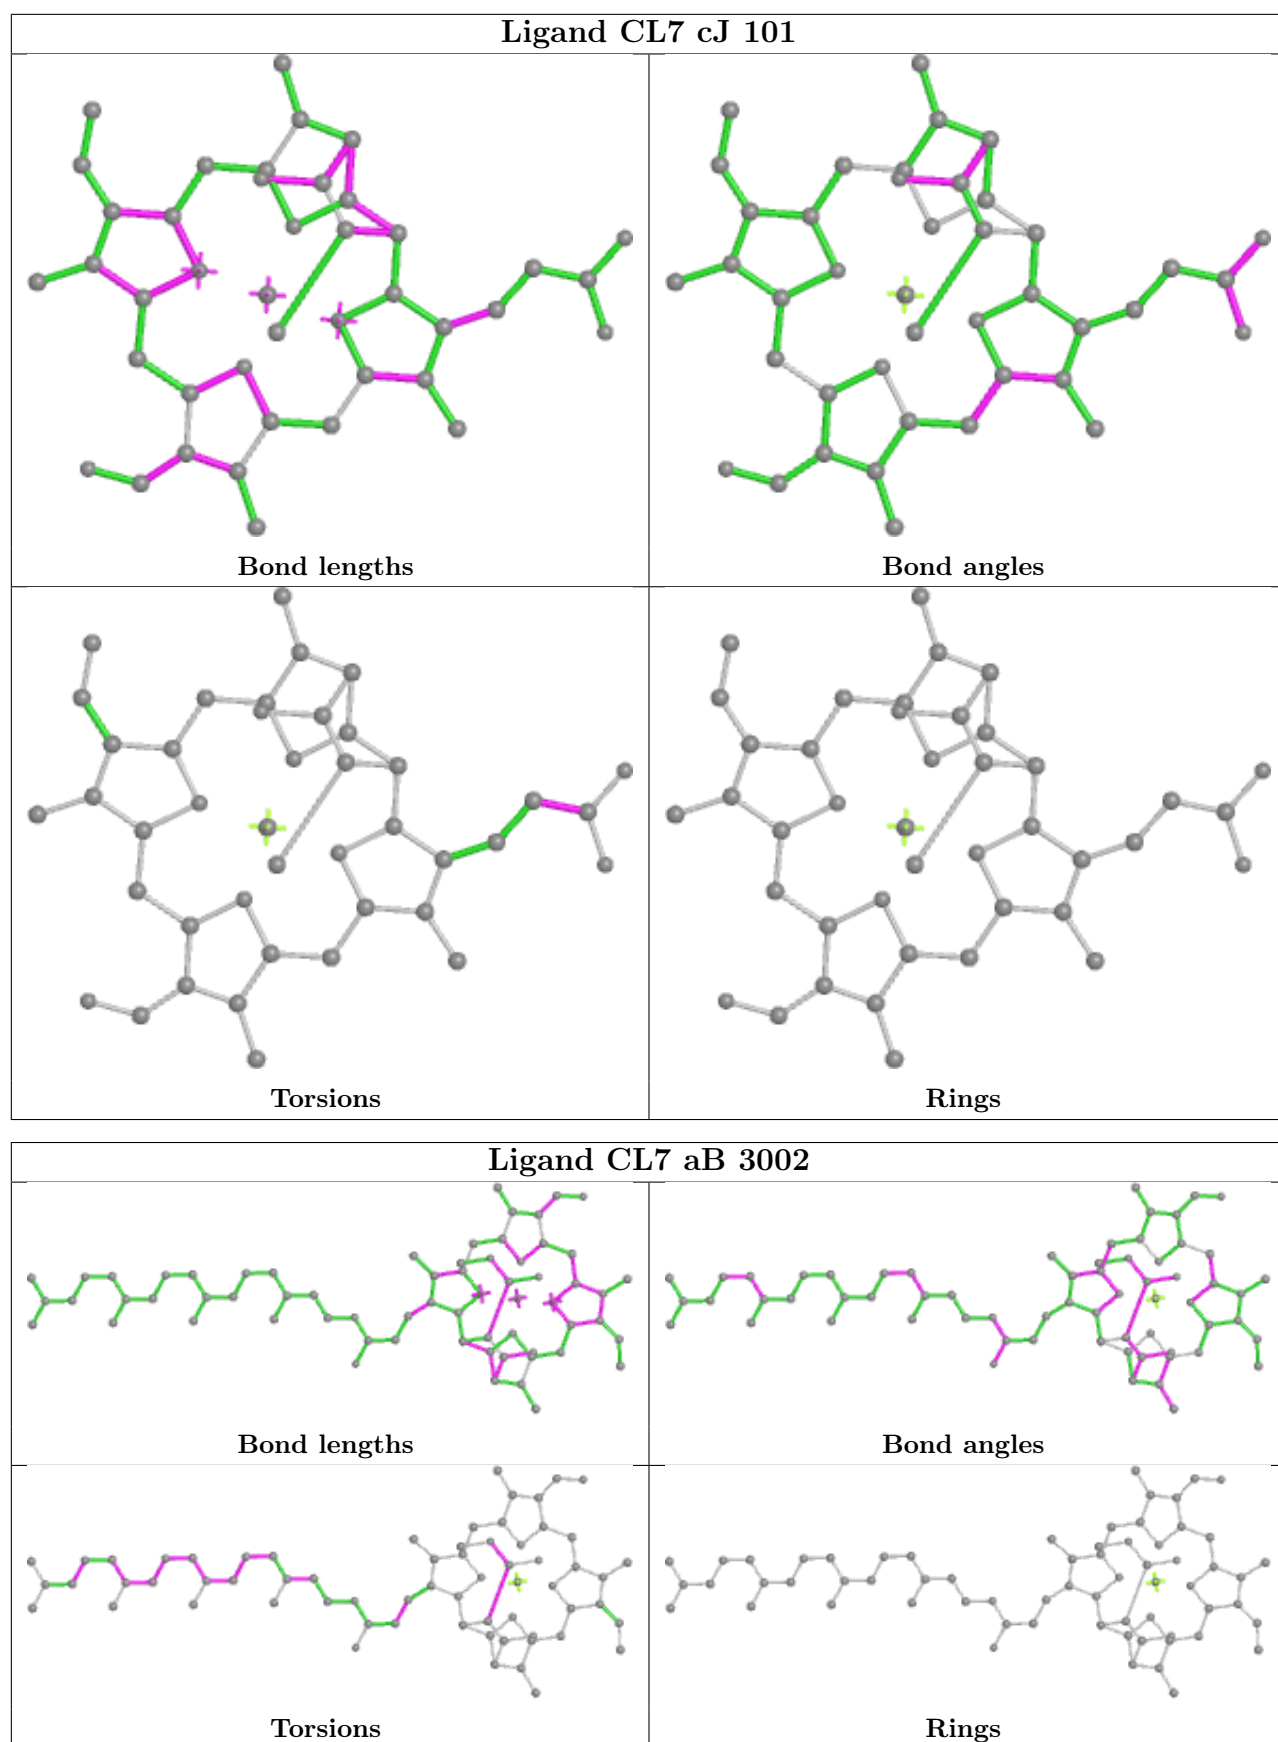 Ligand CL7 cJ 101
Bond lengths
Bond angles
Torsions
Rings
Ligand CL7 aB 3002
Bond lengths
Bond angles
Torsions
Rings